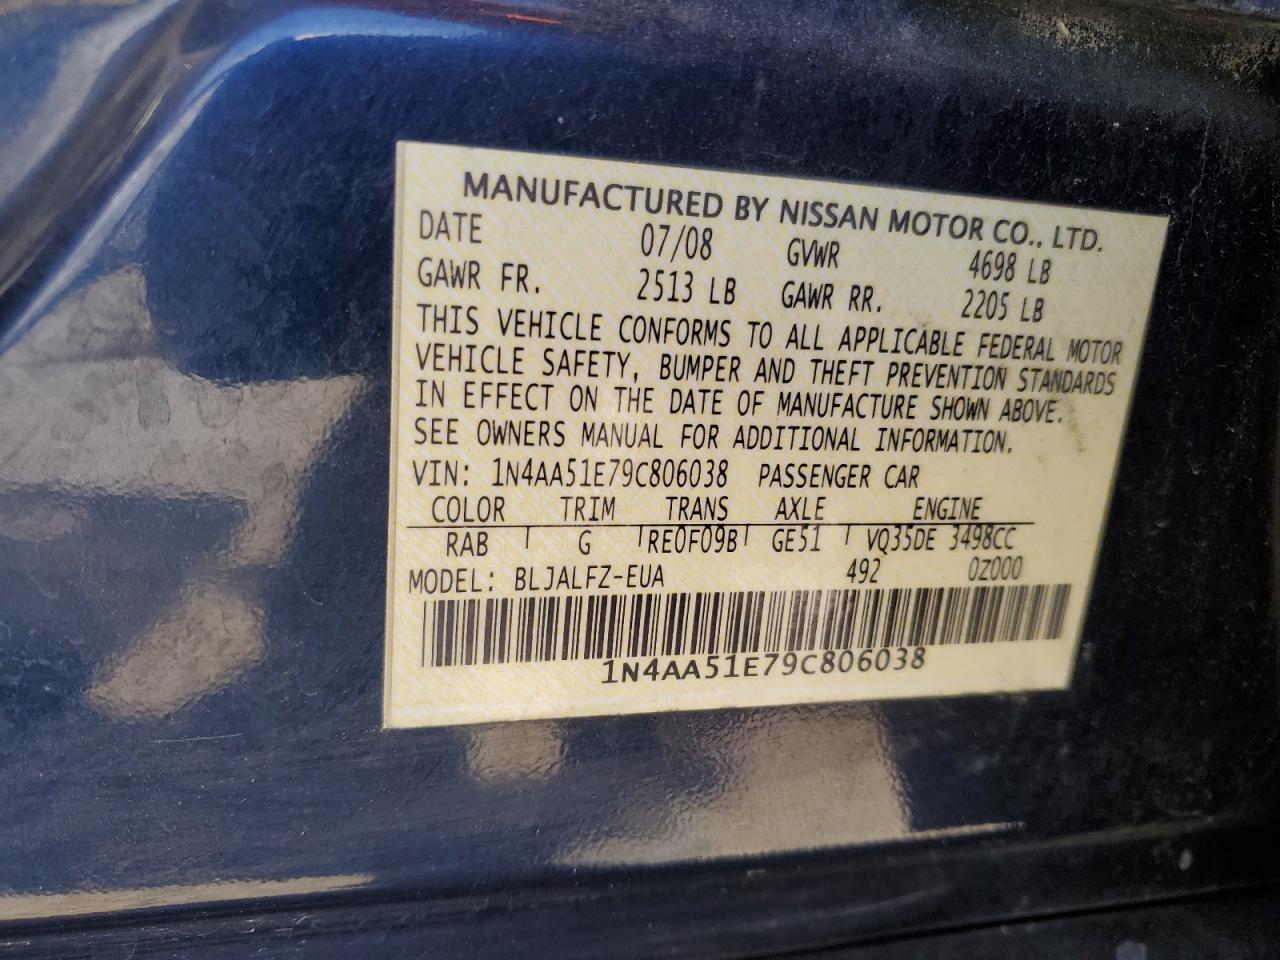 MANUFACTURED BY NISSAN MOTOR CO., LTD.
DATE 07/08 GVWR 4698 LB
GAWR FR. 2513 LB GAWR RR. 2205 LB
THIS VEHICLE CONFORMS TO ALL APPLICABLE FEDERAL MOTOR
VEHICLE SAFETY, BUMPER AND THEFT PREVENTION STANDARDS
IN EFFECT ON THE DATE OF MANUFACTURE SHOWN ABOVE.
SEE OWNERS MANUAL FOR ADDITIONAL INFORMATION.
VIN: 1N4AA51E79C806038 PASSENGER CAR
COLOR TRIM TRANS AXLE ENGINE
RAB G RE0F09B GE51 VQ35DE 3498CC
MODEL: BLJALFZ-EUA 492 0Z000
1N4AA51E79C806038